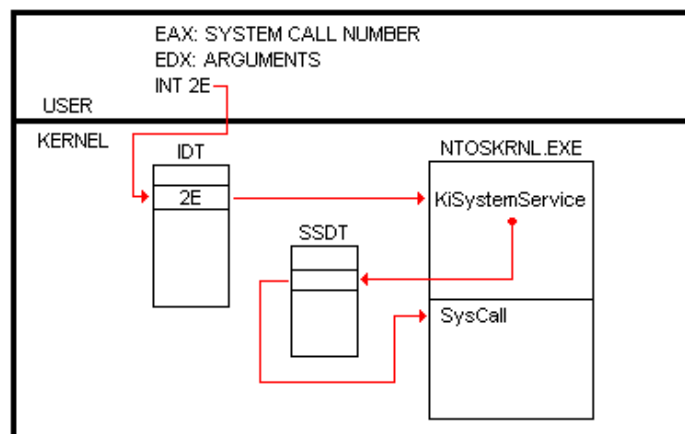 EAX: SYSTEM CALL NUMBER
EDX: ARGUMENTS
INT 2E
USER
KERNEL
IDT
NTOSKRNL.EXE
2E
KiSystemService
SSDT
SysCall